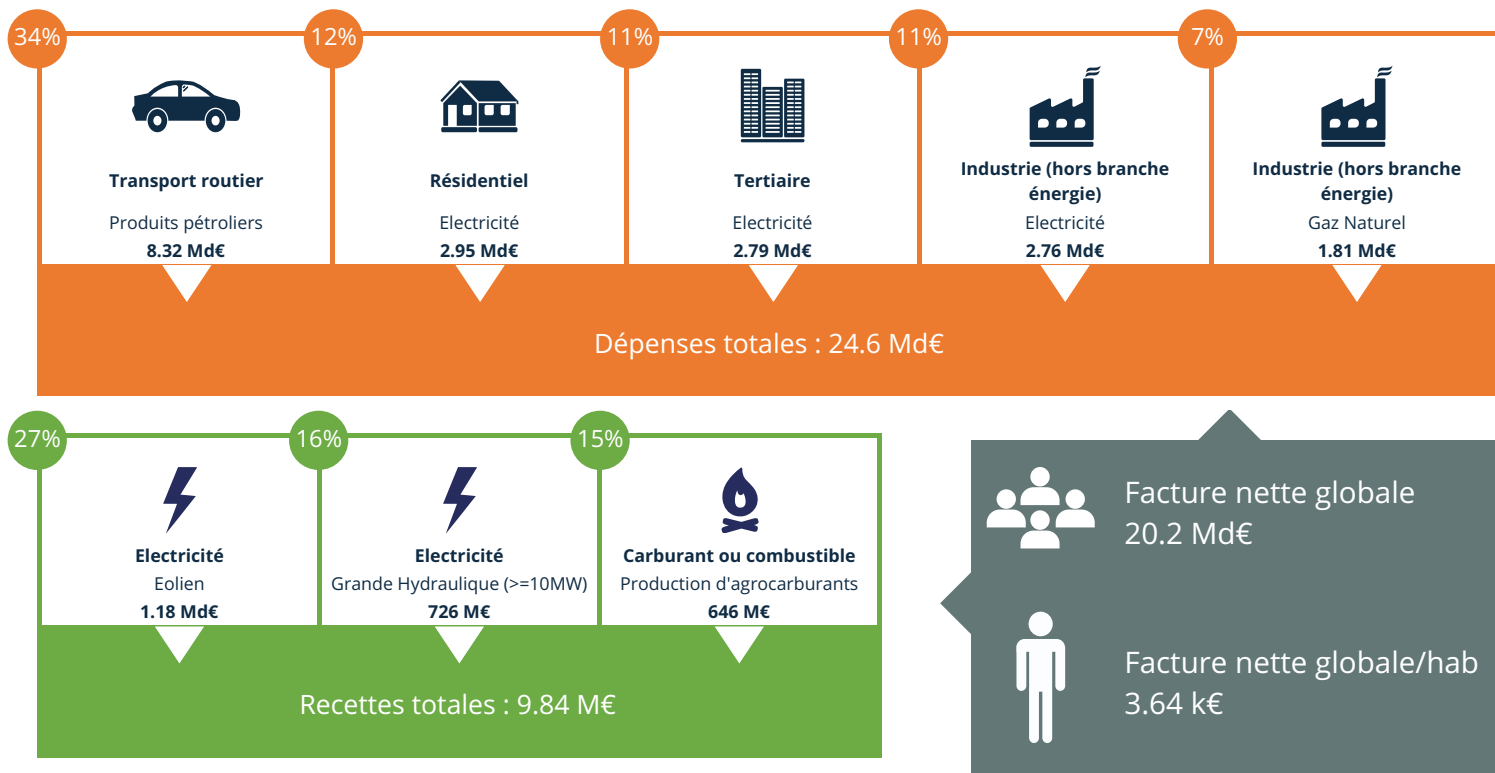 34%
12%
11%
11%
7%
Transport routier
Produits pétroliers
8.32 Md€
Résidentiel
Electricité
2.95 Md€
Tertiaire
Electricité
2.79 Md€
Industrie (hors branche
énergie)
Electricité
2.76 Md€
Industrie (hors branche
énergie)
Gaz Naturel
1.81 Md€
Dépenses totales : 24.6 Md€
27%
16%
15%
Electricité
Eolien
1.18 Md€
Electricité
Grande Hydraulique (>=10MW)
726 M€
Carburant ou combustible
Production d'agrocarburants
646 M€
Recettes totales : 9.84 M€
Facture nette globale
20.2 Md€
Facture nette globale/hab
3.64 k€